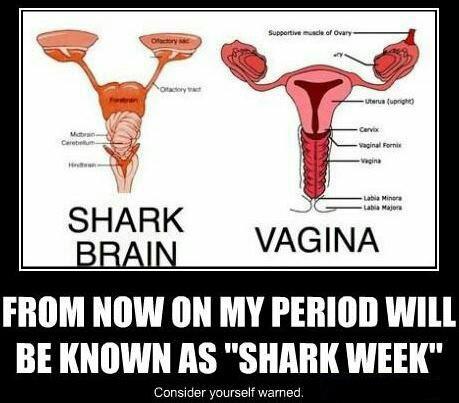 Olfactory sac
Olfactory tract
Forebrain
Midbrain
Cerebellum
Hindbrain
SHARK
BRAIN
Supportive muscle of Ovary
Uterus (upright)
Cervix
Vaginal Fornix
Vagina
Labia Minora
Labia Majora
VAGINA
FROM NOW ON MY PERIOD WILL
BE KNOWN AS "SHARK WEEK"
Consider yourself warned.